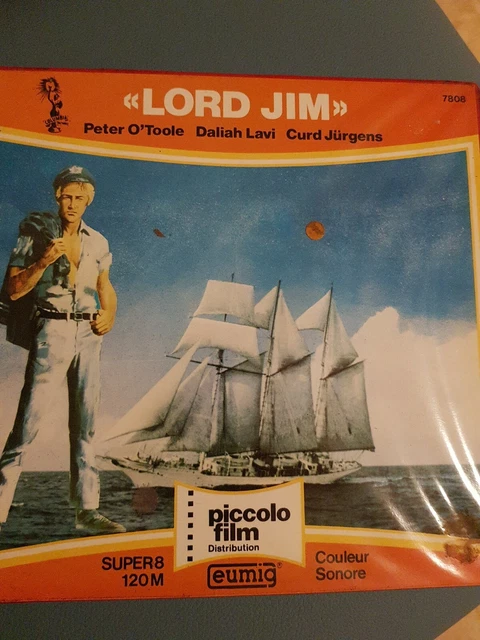 «LORD JIM»
7808
Peter O'Toole Daliah Lavi Curd Jürgens
piccolo
film
Distribution
SUPER8
120M
eumig®
Couleur
Sonore